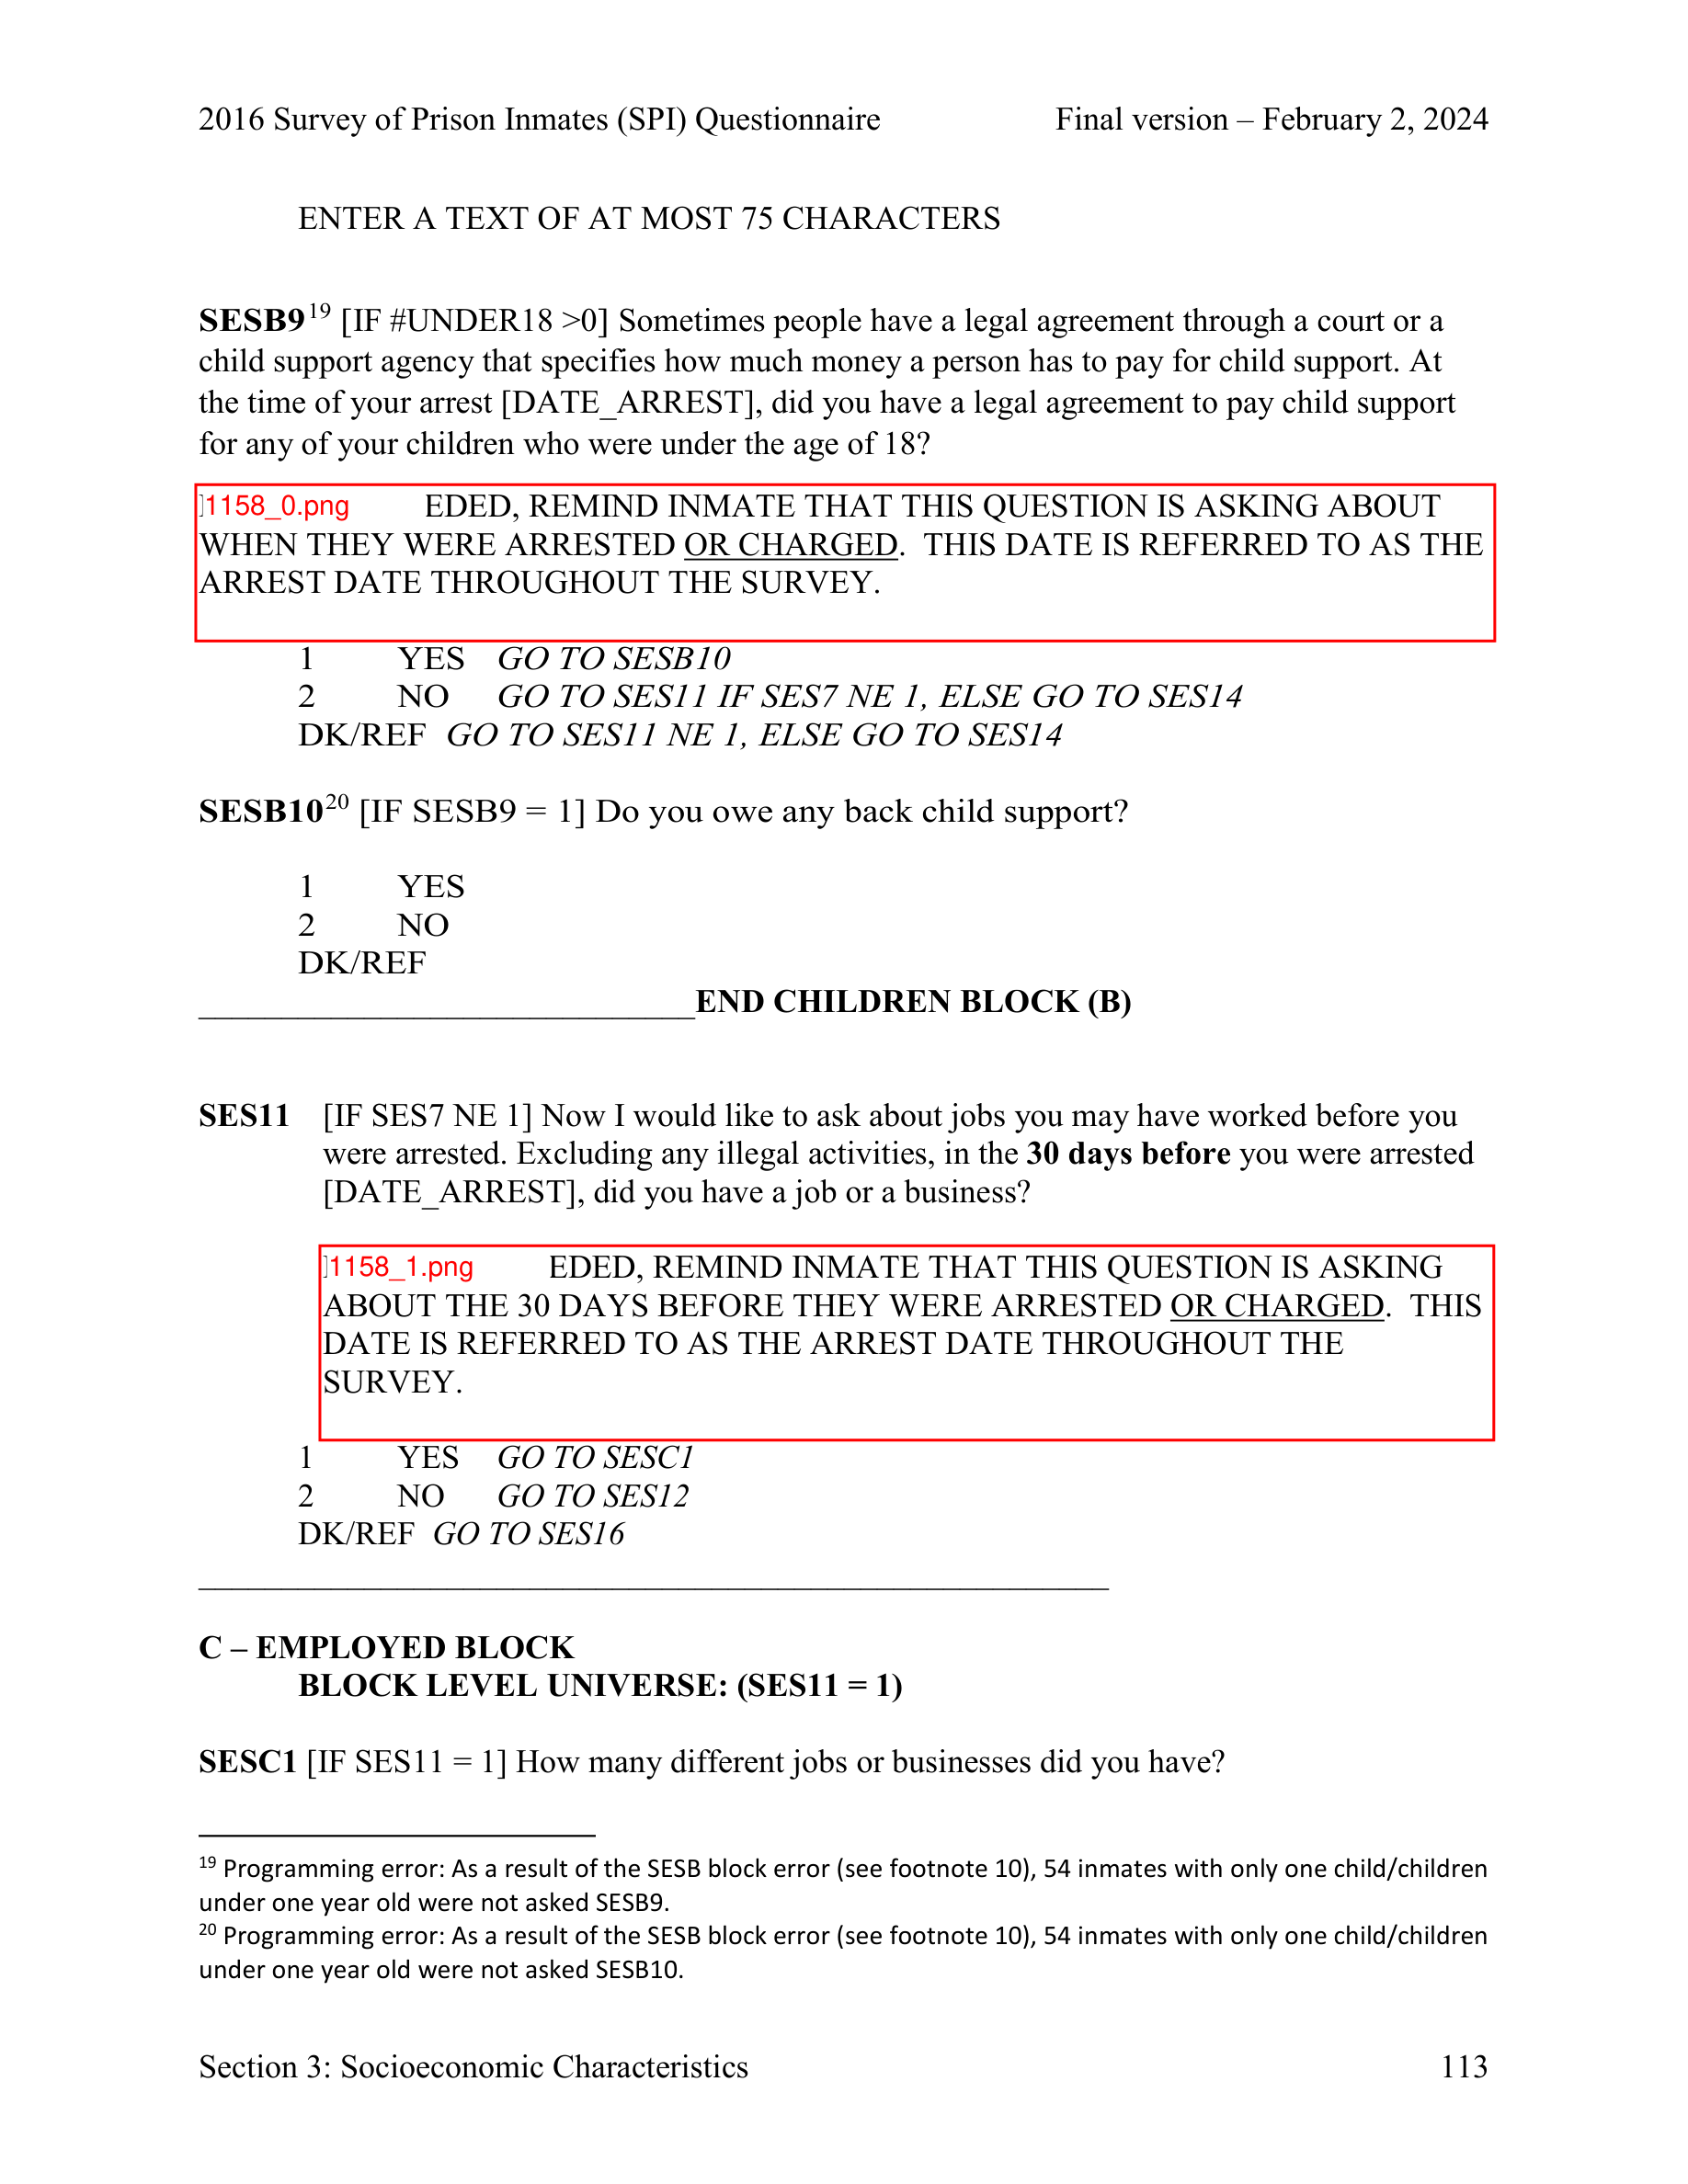 2016 Survey of Prison Inmates (SPI) Questionnaire Final version – February 2, 2024
ENTER A TEXT OF AT MOST 75 CHARACTERS
SESB9¹⁹ [IF #UNDER18 >0] Sometimes people have a legal agreement through a court or a
child support agency that specifies how much money a person has to pay for child support. At
the time of your arrest [DATE_ARREST], did you have a legal agreement to pay child support
for any of your children who were under the age of 18?
1158_0.png EDED, REMIND INMATE THAT THIS QUESTION IS ASKING ABOUT
WHEN THEY WERE ARRESTED OR CHARGED. THIS DATE IS REFERRED TO AS THE
ARREST DATE THROUGHOUT THE SURVEY.
1 YES GO TO SESB10
2 NO GO TO SES11 IF SES7 NE 1, ELSE GO TO SES14
DK/REF GO TO SES11 NE 1, ELSE GO TO SES14
SESB10²⁰ [IF SESB9 = 1] Do you owe any back child support?
1 YES
2 NO
DK/REF
______________________________END CHILDREN BLOCK (B)
SES11 [IF SES7 NE 1] Now I would like to ask about jobs you may have worked before you
were arrested. Excluding any illegal activities, in the 30 days before you were arrested
[DATE_ARREST], did you have a job or a business?
1158_1.png EDED, REMIND INMATE THAT THIS QUESTION IS ASKING
ABOUT THE 30 DAYS BEFORE THEY WERE ARRESTED OR CHARGED. THIS
DATE IS REFERRED TO AS THE ARREST DATE THROUGHOUT THE
SURVEY.
1 YES GO TO SESC1
2 NO GO TO SES12
DK/REF GO TO SES16
_______________________________________________________
C – EMPLOYED BLOCK
BLOCK LEVEL UNIVERSE: (SES11 = 1)
SESC1 [IF SES11 = 1] How many different jobs or businesses did you have?
¹⁹ Programming error: As a result of the SESB block error (see footnote 10), 54 inmates with only one child/children
under one year old were not asked SESB9.
²⁰ Programming error: As a result of the SESB block error (see footnote 10), 54 inmates with only one child/children
under one year old were not asked SESB10.
Section 3: Socioeconomic Characteristics 113